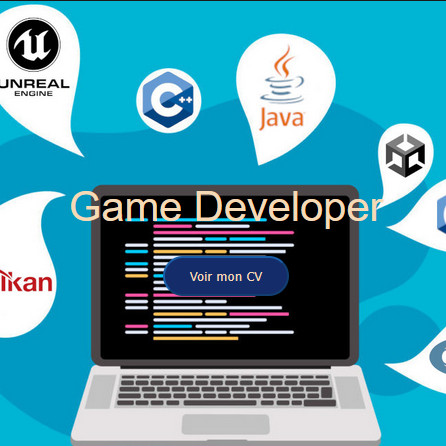 UNREAL
ENGINE
C++
Java
Game Developer
Voir mon CV
lkan